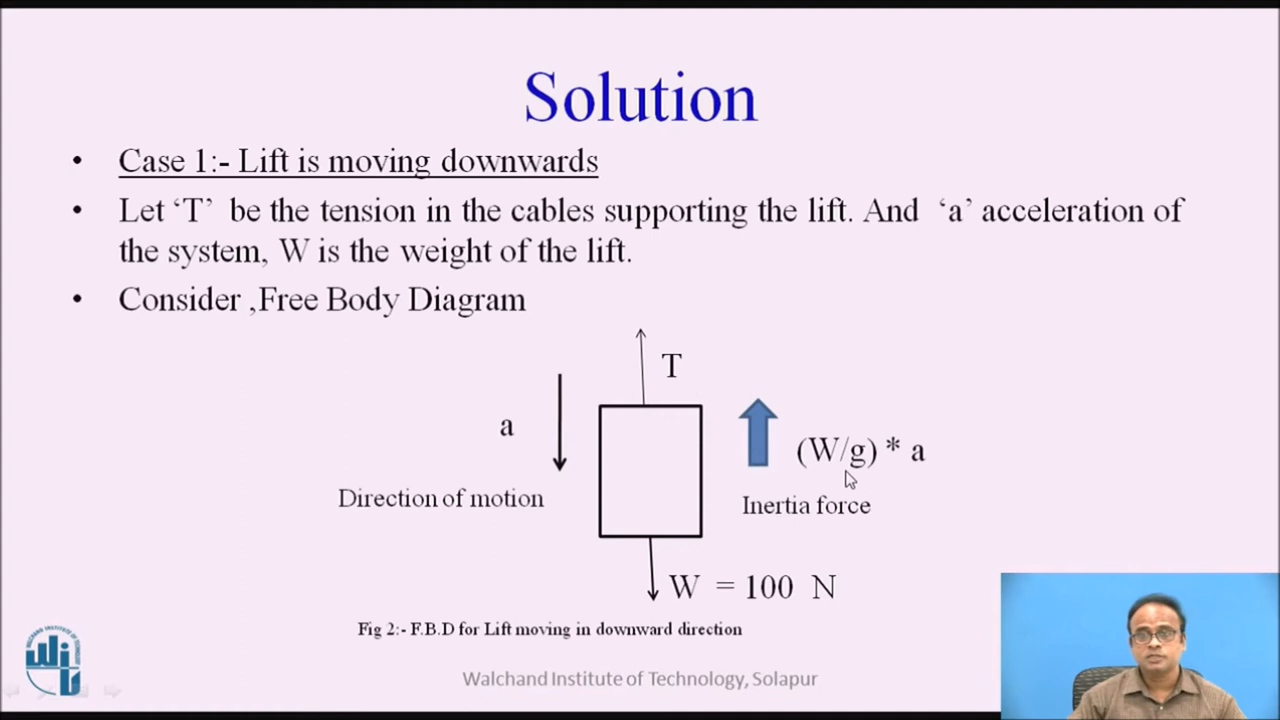 Solution
• Case 1:- Lift is moving downwards
• Let ‘T’ be the tension in the cables supporting the lift. And ‘a’ acceleration of
the system, W is the weight of the lift.
• Consider ,Free Body Diagram
T
a
(W/g) * a
Direction of motion
Inertia force
W = 100 N
Fig 2:- F.B.D for Lift moving in downward direction
WIT
Walchand Institute of Technology, Solapur